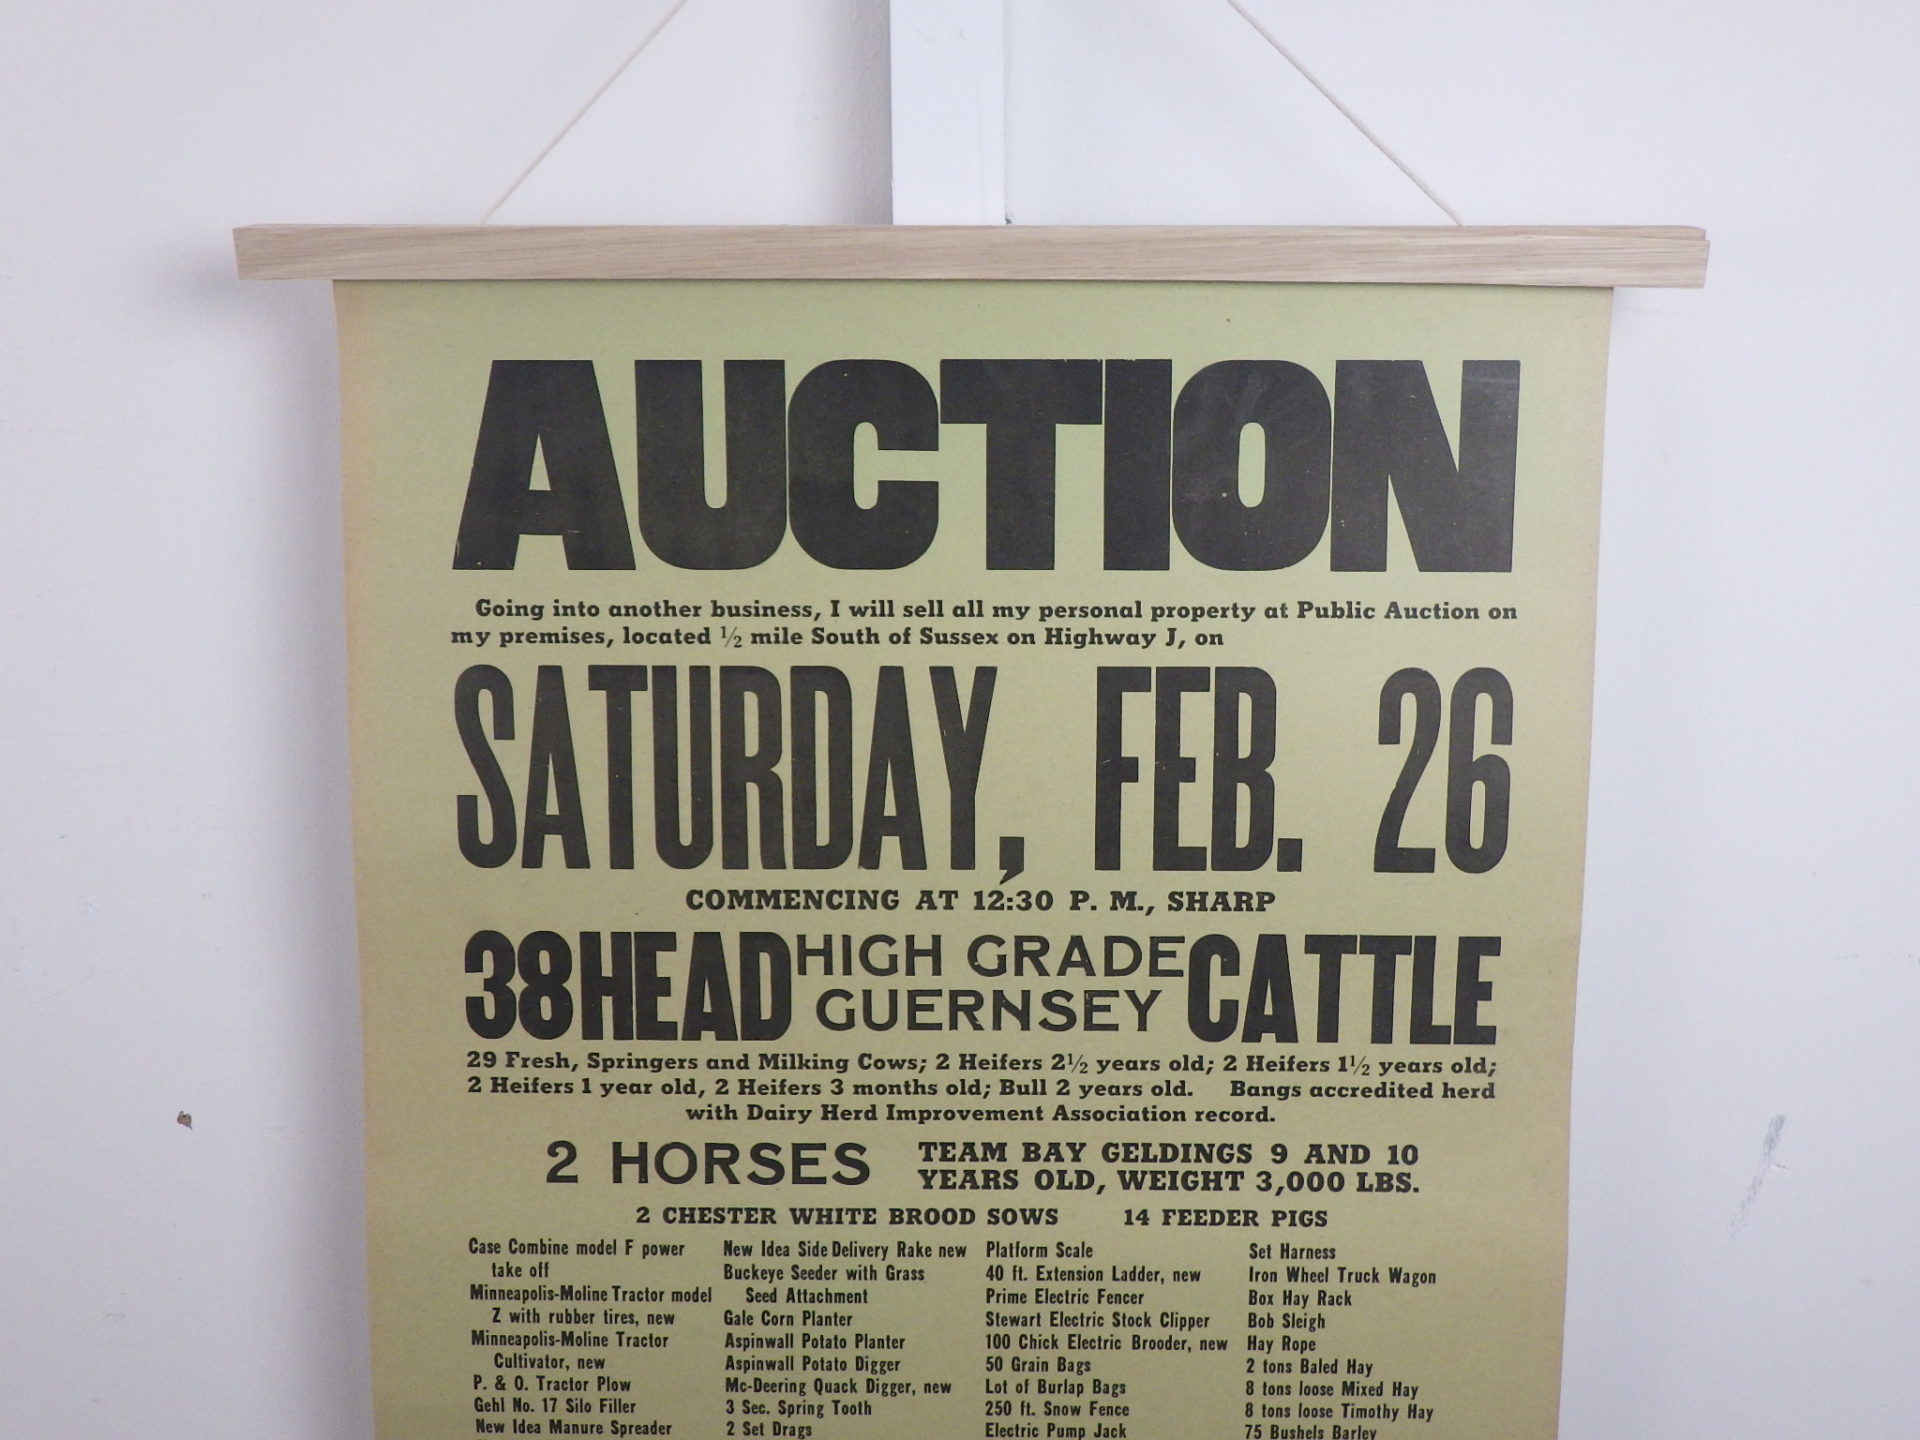 AUCTION
Going into another business, I will sell all my personal property at Public Auction on
my premises, located ½ mile South of Sussex on Highway J, on
SATURDAY, FEB. 26
COMMENCING AT 12:30 P. M., SHARP
38 HEAD HIGH GRADE GUERNSEY CATTLE
29 Fresh, Springers and Milking Cows; 2 Heifers 2½ years old; 2 Heifers 1½ years old;
2 Heifers 1 year old, 2 Heifers 3 months old; Bull 2 years old. Bangs accredited herd
with Dairy Herd Improvement Association record.
2 HORSES
TEAM BAY GELDINGS 9 AND 10
YEARS OLD, WEIGHT 3,000 LBS.
2 CHESTER WHITE BROOD SOWS 14 FEEDER PIGS
Case Combine model F power
take off
Minneapolis-Moline Tractor model
Z with rubber tires, new
Minneapolis-Moline Tractor
Cultivator, new
P. & O. Tractor Plow
Gehl No. 17 Silo Filler
New Idea Manure Spreader
New Idea Side Delivery Rake new
Buckeye Seeder with Grass
Seed Attachment
Gale Corn Planter
Aspinwall Potato Planter
Aspinwall Potato Digger
Mc-Deering Quack Digger, new
3 Sec. Spring Tooth
2 Set Drags
Platform Scale
40 ft. Extension Ladder, new
Prime Electric Fencer
Stewart Electric Stock Clipper
100 Chick Electric Brooder, new
50 Grain Bags
Lot of Burlap Bags
250 ft. Snow Fence
Electric Pump Jack
Set Harness
Iron Wheel Truck Wagon
Box Hay Rack
Bob Sleigh
Hay Rope
2 tons Baled Hay
8 tons loose Mixed Hay
8 tons loose Timothy Hay
75 Bushels Barley